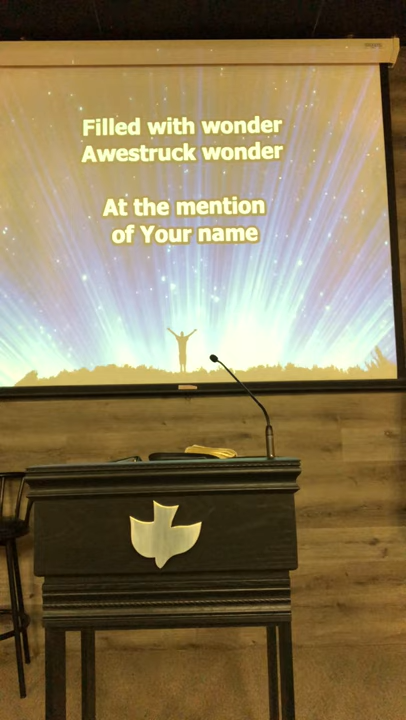 Filled with wonder
Awestruck wonder
At the mention
of Your name